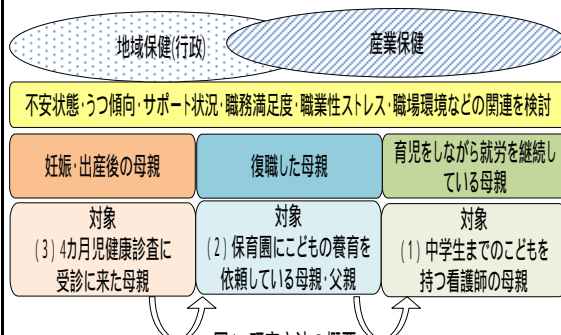 地域保健(行政)
産業保健
不安状態・うつ傾向・サポート状況・職務満足度・職業性ストレス・職場環境などの関連を検討
妊娠・出産後の母親
復職した母親
育児をしながら就労を継続し
ている母親
対象
(3) 4カ月児健康診査に
受診に来た母親
対象
(2) 保育園にこどもの養育を
依頼している母親・父親
対象
(1) 中学生までのこどもを
持つ看護師の母親